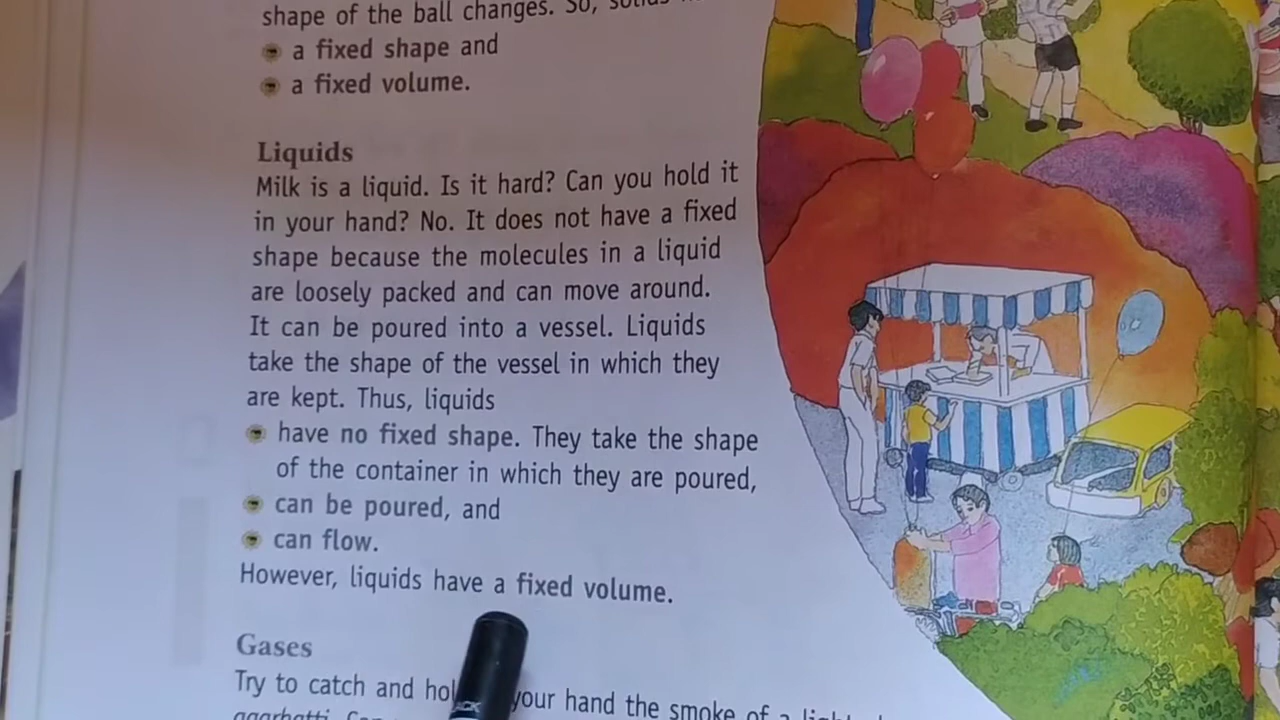 shape of the ball changes. So, solids
a fixed shape and
a fixed volume.
Liquids
Milk is a liquid. Is it hard? Can you hold it
in your hand? No. It does not have a fixed
shape because the molecules in a liquid
are loosely packed and can move around.
It can be poured into a vessel. Liquids
take the shape of the vessel in which they
are kept. Thus, liquids
have no fixed shape. They take the shape
of the container in which they are poured,
can be poured, and
can flow.
However, liquids have a fixed volume.
Gases
Try to catch and your hand the smoke of a